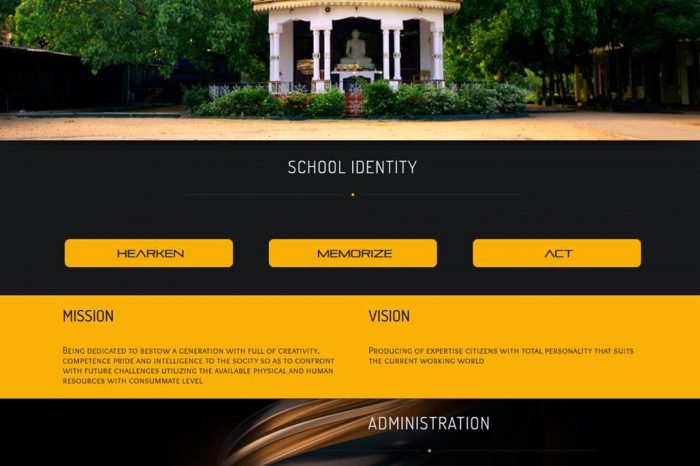 SCHOOL IDENTITY
HEARKEN
MEMORIZE
ACT
MISSION
BEING DEDICATED TO BESTOW A GENERATION WITH FULL OF CREATIVITY,
COMPETENCE PRIDE AND INTELLIGENCE TO THE SOCITY SO AS TO CONFRONT
WITH FUTURE CHALLENGES UTILIZING THE AVAILABLE PHYSICAL AND HUMAN
RESOURCES WITH CONSUMMATE LEVEL
VISION
PRODUCING OF EXPERTISE CITIZENS WITH TOTAL PERSONALITY THAT SUITS
THE CURRENT WORKING WORLD
ADMINISTRATION